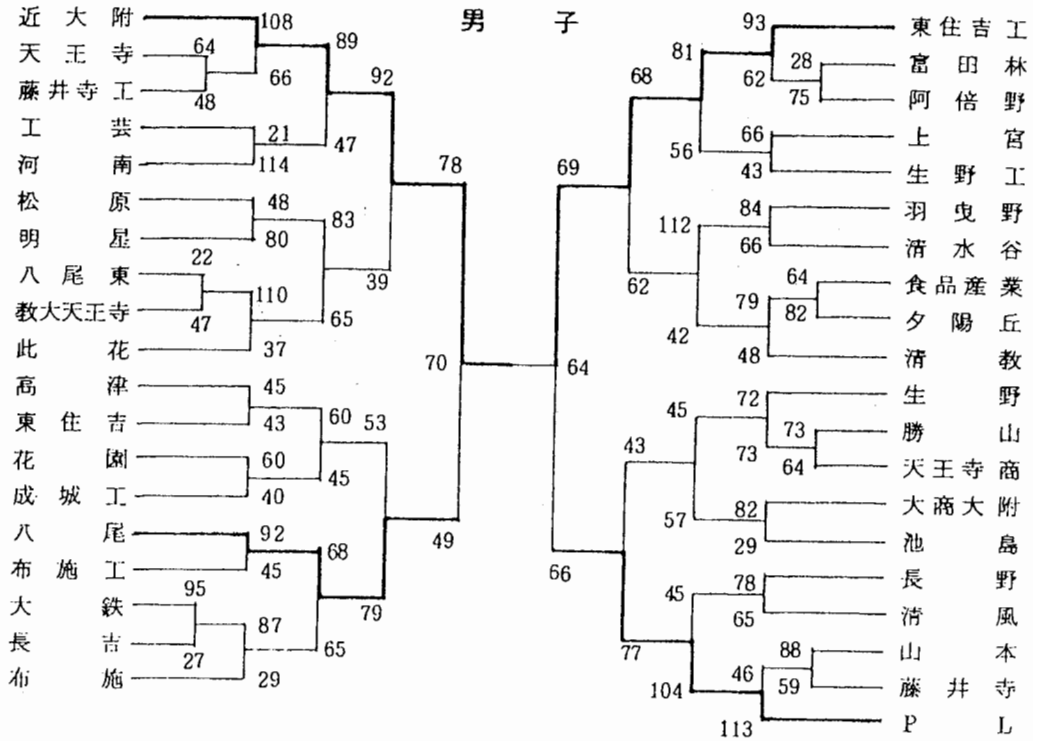 男子
近大附
天王寺
藤井寺工
工芸
河南
松原
明星
八尾東
教大天王寺
此花
高津
東住吉
花園
成城工
八尾
布施工
大鉄
長吉
布施
108
64
66
48
21
114
48
80
22
110
47
37
45
43
60
40
92
45
95
87
27
29
89
47
83
65
60
45
68
65
92
39
53
79
78
49
70
64
69
66
68
62
43
77
81
56
112
42
45
57
45
104
93
62
28
75
66
43
84
66
64
79
82
48
72
73
73
64
82
29
78
65
88
46
59
113
東住吉工
富田林
阿倍野
上宮
生野工
羽曳野
清水谷
食品産業
夕陽丘
清教
生野
勝山
天王寺商
大商大附
池島
長野
清風
山本
藤井寺
PL